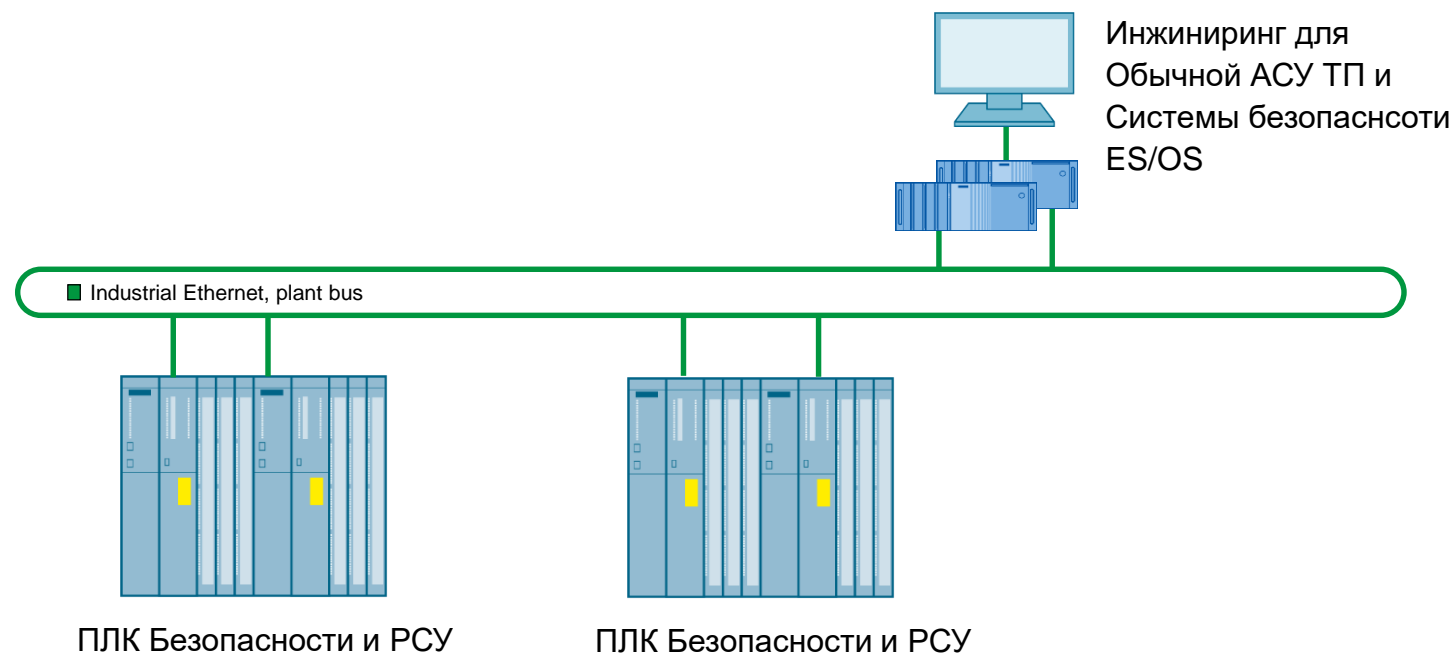 Инжиниринг для
Обычной АСУ ТП и
Системы безопаснсоти
ES/OS
Industrial Ethernet, plant bus
ПЛК Безопасности и РСУ
ПЛК Безопасности и РСУ